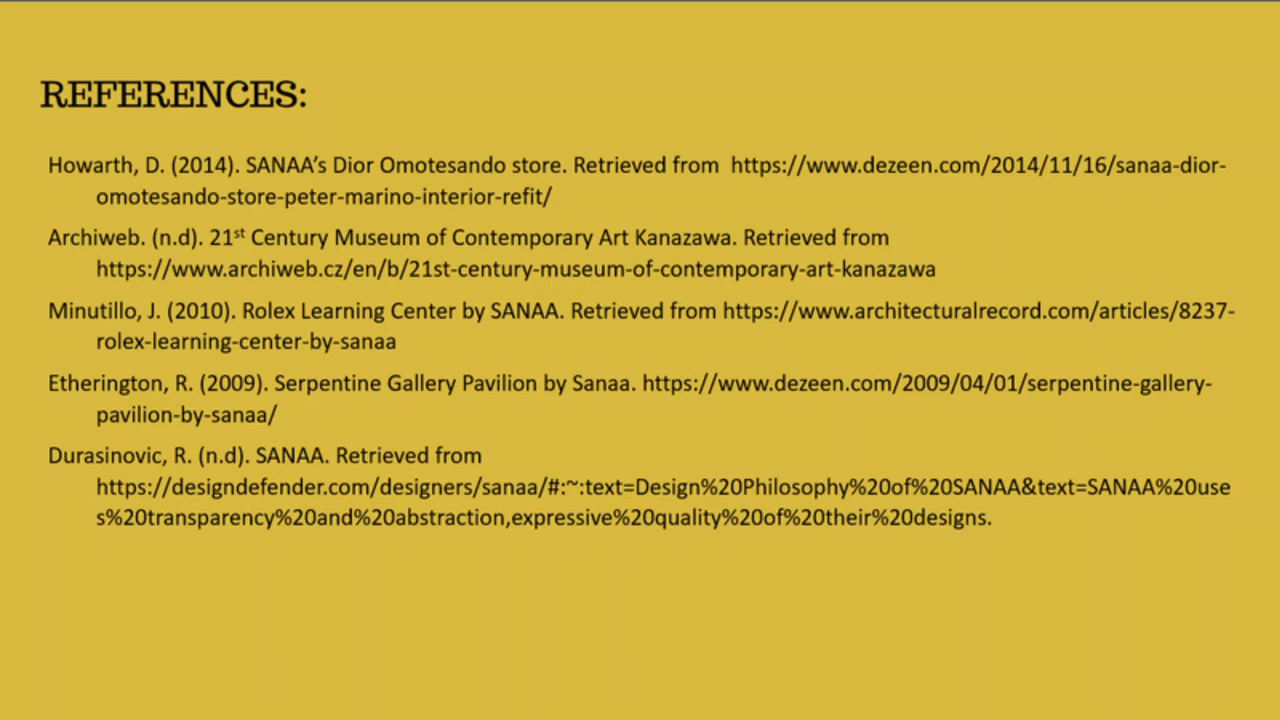 REFERENCES:
Howarth, D. (2014). SANAA’s Dior Omotesando store. Retrieved from  https://www.dezeen.com/2014/11/16/sanaa-dior-
omotesando-store-peter-marino-interior-refit/
Archiweb. (n.d). 21st Century Museum of Contemporary Art Kanazawa. Retrieved from
https://www.archiweb.cz/en/b/21st-century-museum-of-contemporary-art-kanazawa
Minutillo, J. (2010). Rolex Learning Center by SANAA. Retrieved from https://www.architecturalrecord.com/articles/8237-
rolex-learning-center-by-sanaa
Etherington, R. (2009). Serpentine Gallery Pavilion by Sanaa. https://www.dezeen.com/2009/04/01/serpentine-gallery-
pavilion-by-sanaa/
Durasinovic, R. (n.d). SANAA. Retrieved from
https://designdefender.com/designers/sanaa/#:~:text=Design%20Philosophy%20of%20SANAA&text=SANAA%20use
s%20transparency%20and%20abstraction,expressive%20quality%20of%20their%20designs.